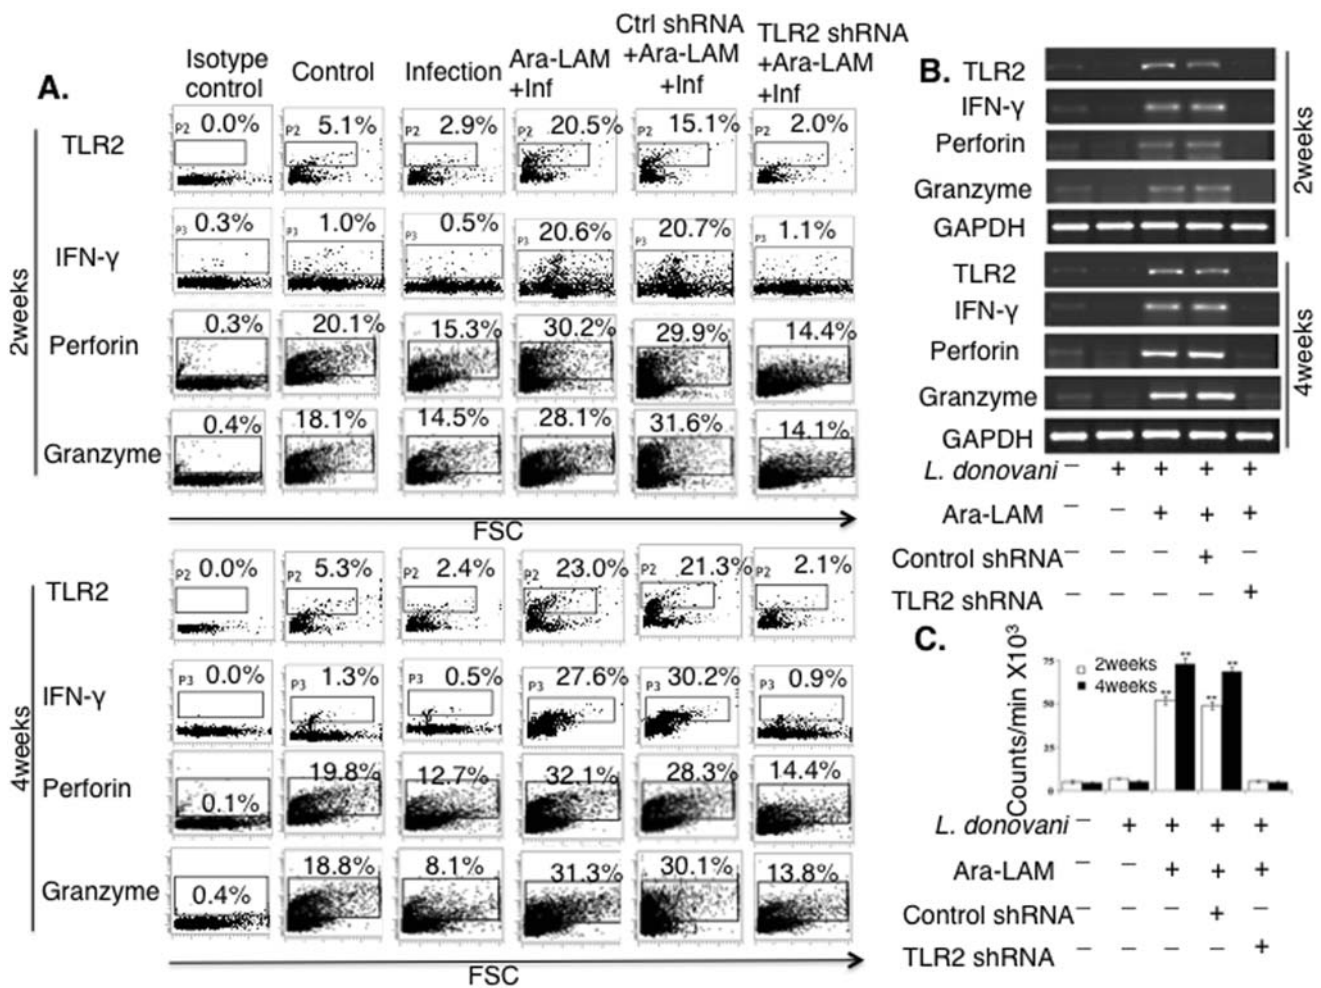 A.
Isotype control
Control
Infection
Ara-LAM +Inf
Ctrl shRNA +Ara-LAM +Inf
TLR2 shRNA +Ara-LAM +Inf
2weeks
TLR2
P2 0.0%
P2 5.1%
P2 2.9%
P2 20.5%
P2 15.1%
P2 2.0%
IFN-γ
P3 0.3%
P3 1.0%
P3 0.5%
P3 20.6%
P3 20.7%
P3 1.1%
Perforin
0.3%
20.1%
15.3%
30.2%
29.9%
14.4%
Granzyme
0.4%
18.1%
14.5%
28.1%
31.6%
14.1%
FSC
4weeks
TLR2
P2 0.0%
P2 5.3%
P2 2.4%
P2 23.0%
P2 21.3%
P2 2.1%
IFN-γ
P3 0.0%
P3 1.3%
P3 0.5%
P3 27.6%
P3 30.2%
P3 0.9%
Perforin
0.1%
19.8%
12.7%
32.1%
28.3%
14.4%
Granzyme
0.4%
18.8%
8.1%
31.3%
30.1%
13.8%
FSC
B.
TLR2
IFN-γ
Perforin
Granzyme
GAPDH
2weeks
TLR2
IFN-γ
Perforin
Granzyme
GAPDH
4weeks
L. donovani − + + + +
Ara-LAM − − + + +
Control shRNA − − − + −
TLR2 shRNA − − − − +
C.
Counts/min X10³
75
50
25
0
2weeks
4weeks
** ** ** **
L. donovani − + + + +
Ara-LAM − − + + +
Control shRNA − − − + −
TLR2 shRNA − − − − +